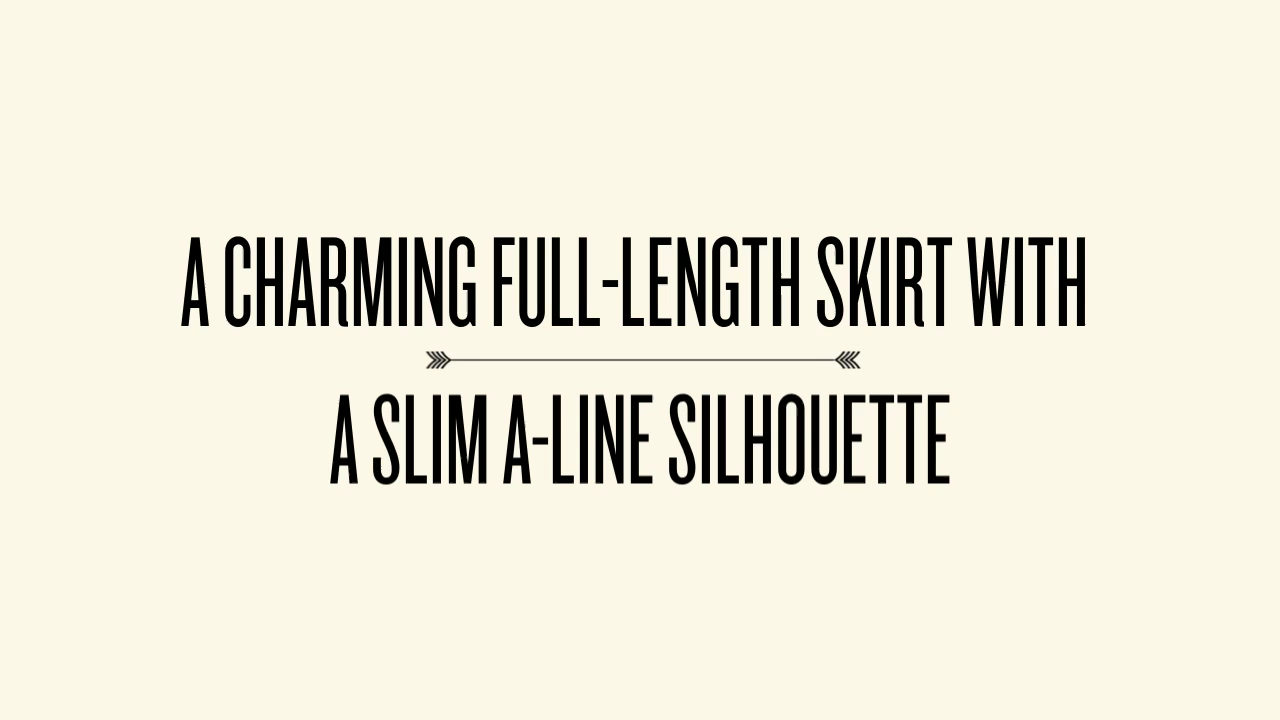 A CHARMING FULL-LENGTH SKIRT WITH
A SLIM A-LINE SILHOUETTE